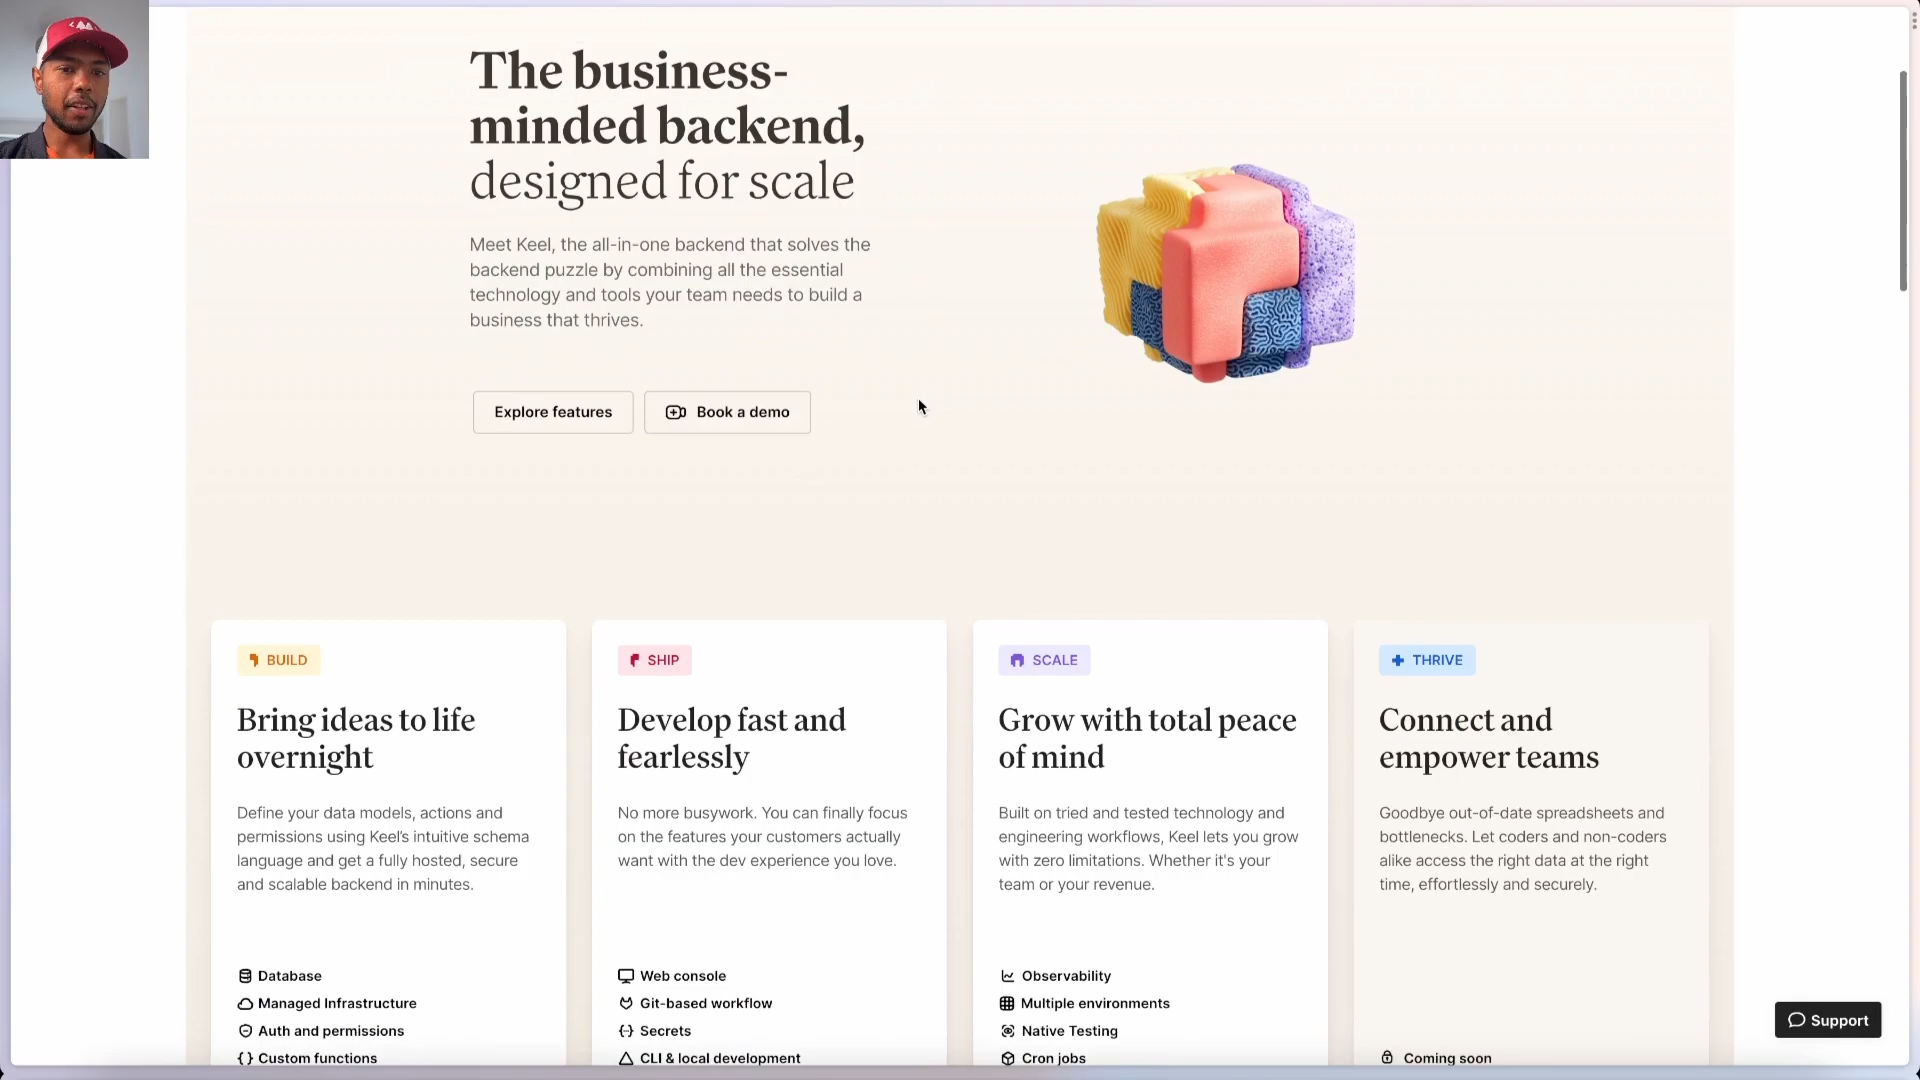 The business-
minded backend,
designed for scale
Meet Keel, the all-in-one backend that solves the
backend puzzle by combining all the essential
technology and tools your team needs to build a
business that thrives.
Explore features
Book a demo
BUILD
Bring ideas to life
overnight
Define your data models, actions and
permissions using Keel's intuitive schema
language and get a fully hosted, secure
and scalable backend in minutes.
Database
Managed Infrastructure
Auth and permissions
Custom functions
SHIP
Develop fast and
fearlessly
No more busywork. You can finally focus
on the features your customers actually
want with the dev experience you love.
Web console
Git-based workflow
Secrets
CLI & local development
SCALE
Grow with total peace
of mind
Built on tried and tested technology and
engineering workflows, Keel lets you grow
with zero limitations. Whether it's your
team or your revenue.
Observability
Multiple environments
Native Testing
Cron jobs
THRIVE
Connect and
empower teams
Goodbye out-of-date spreadsheets and
bottlenecks. Let coders and non-coders
alike access the right data at the right
time, effortlessly and securely.
Coming soon
Support